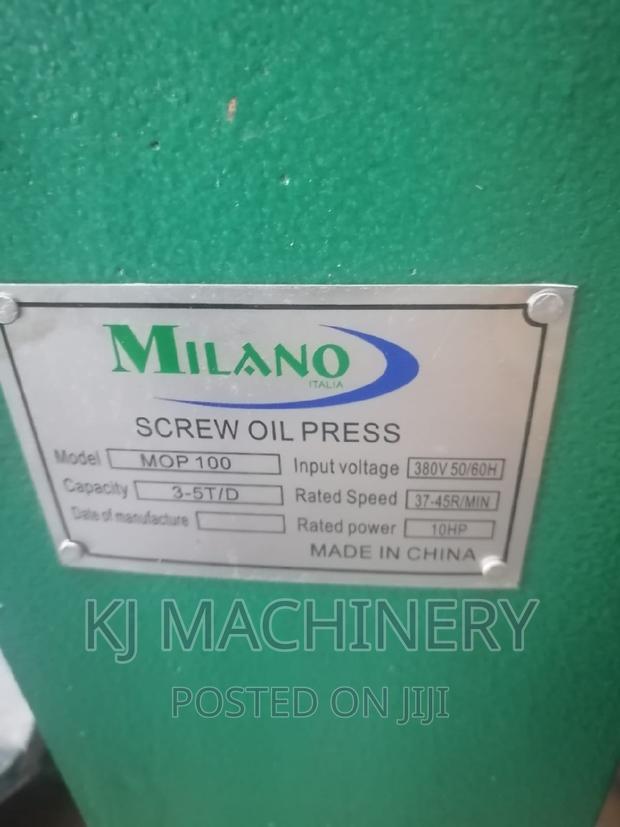 MILANO
ITALIA
SCREW OIL PRESS
Model MOP 100 Input voltage 380V 50/60H
Capacity 3-5T/D Rated Speed 37-45R/MIN
Date of manufacture Rated power 10HP
MADE IN CHINA
KJ MACHINERY
POSTED ON JIJI